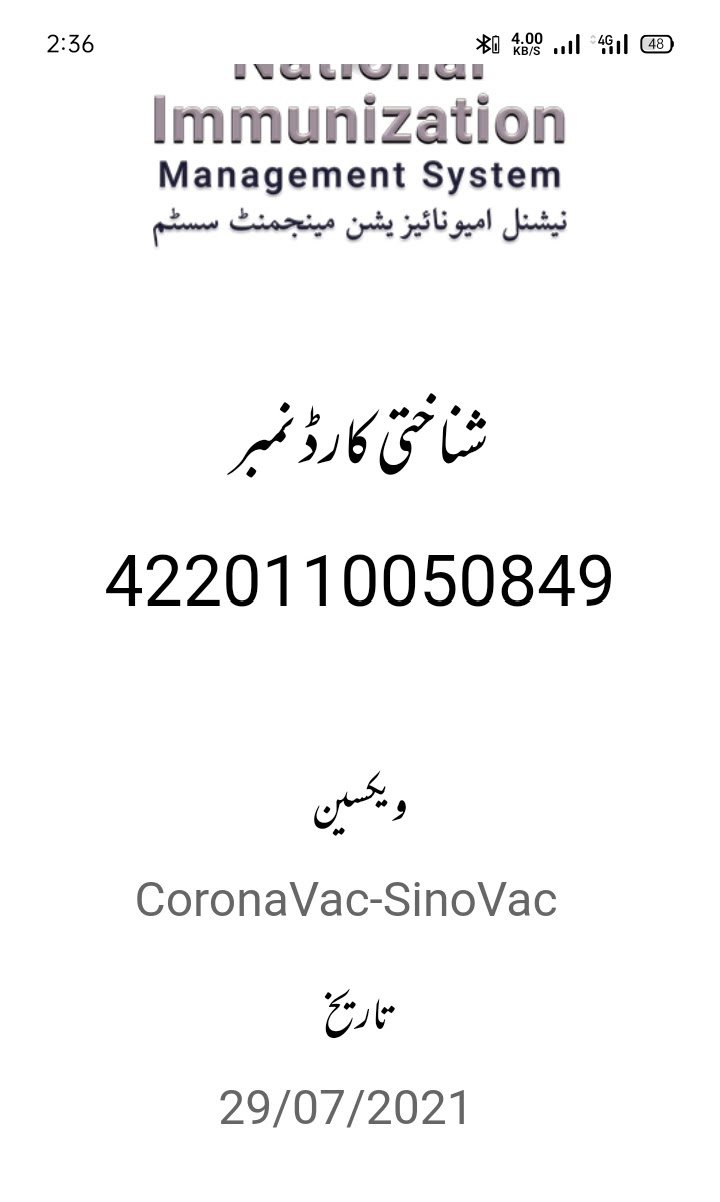 2:36 4.00 KB/S 4G 48
National
Immunization
Management System
نیشنل امیونائیزیشن مینجمنٹ سسٹم
شناختی کارڈ نمبر
4220110050849
ویکسین
CoronaVac-SinoVac
تاریخ
29/07/2021